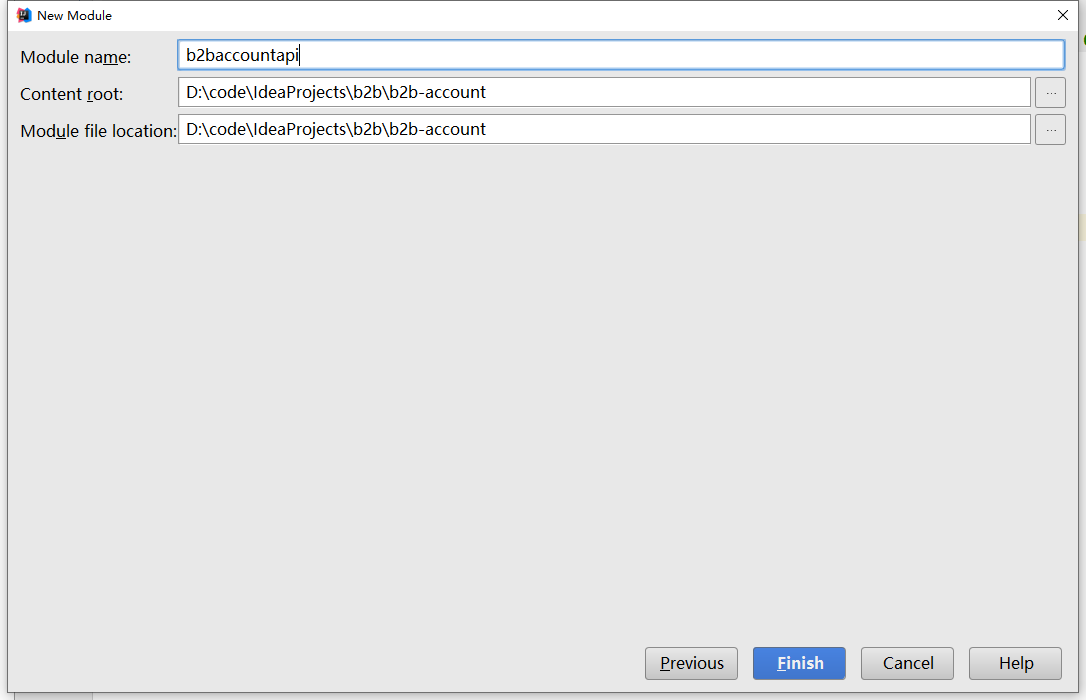 New Module
Module name: b2baccountapi
Content root: D:\code\IdeaProjects\b2b\b2b-account ...
Module file location: D:\code\IdeaProjects\b2b\b2b-account ...
Previous Finish Cancel Help